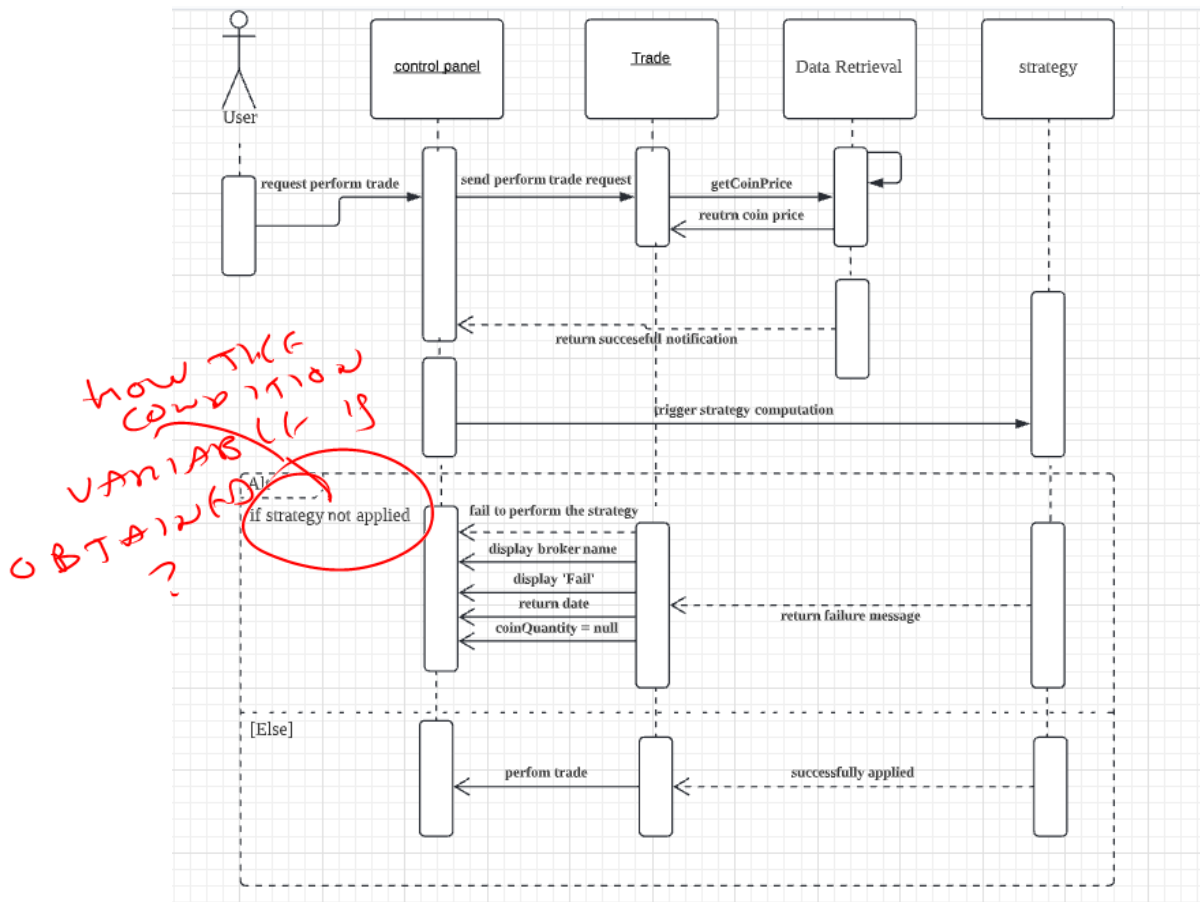 control panel
Trade
Data Retrieval
strategy
User
request perform trade
send perform trade request
getCoinPrice
reutrn coin price
return succeseful notification
trigger strategy computation
HOW THE
CONDITION
VARIABLE IS
OBTAINED
?
Al
if strategy not applied
fail to perform the strategy
display broker name
display 'Fail'
return date
coinQuantity = null
return failure message
[Else]
perfom trade
successfully applied